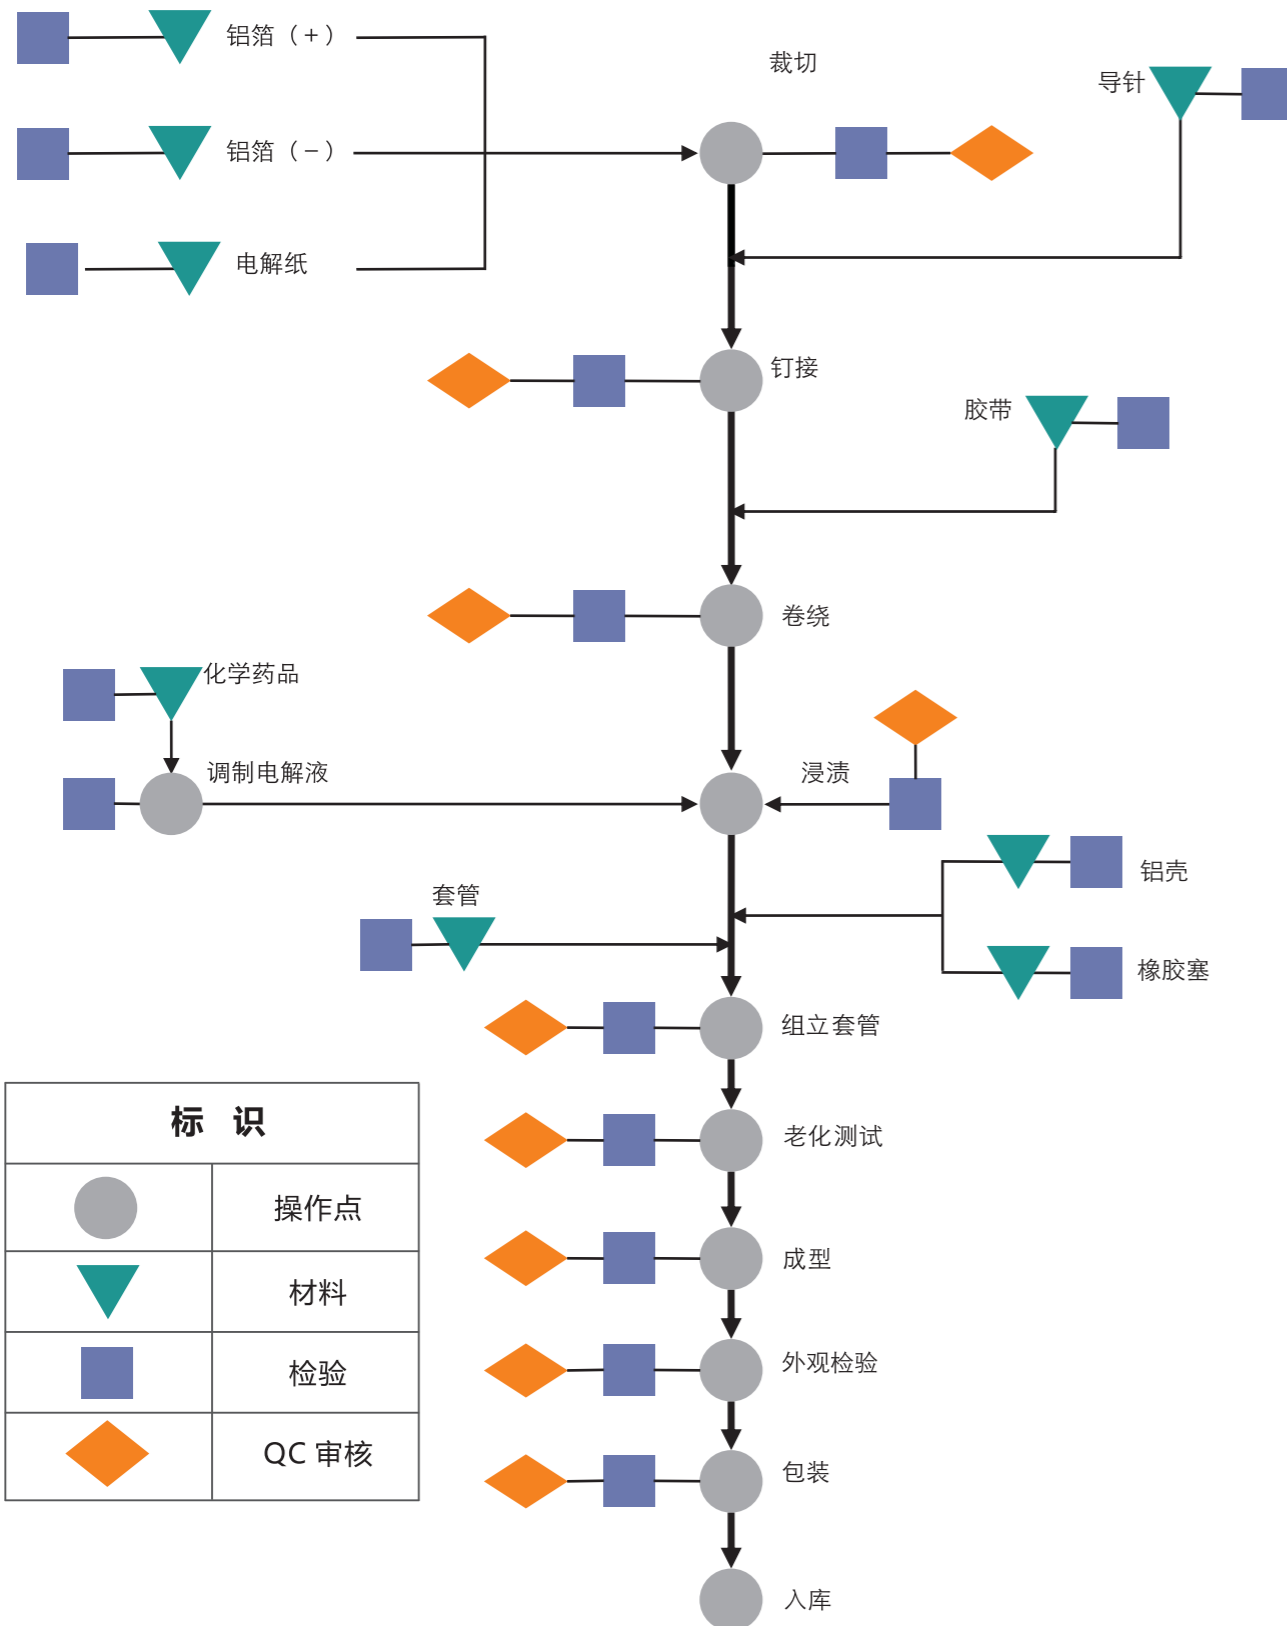 铝箔（+）
裁切
导针
铝箔（-）
电解纸
钉接
胶带
卷绕
化学药品
调制电解液
浸渍
铝壳
套管
橡胶塞
组立套管
标 识
老化测试
操作点
成型
材料
外观检验
检验
QC 审核
包装
入库